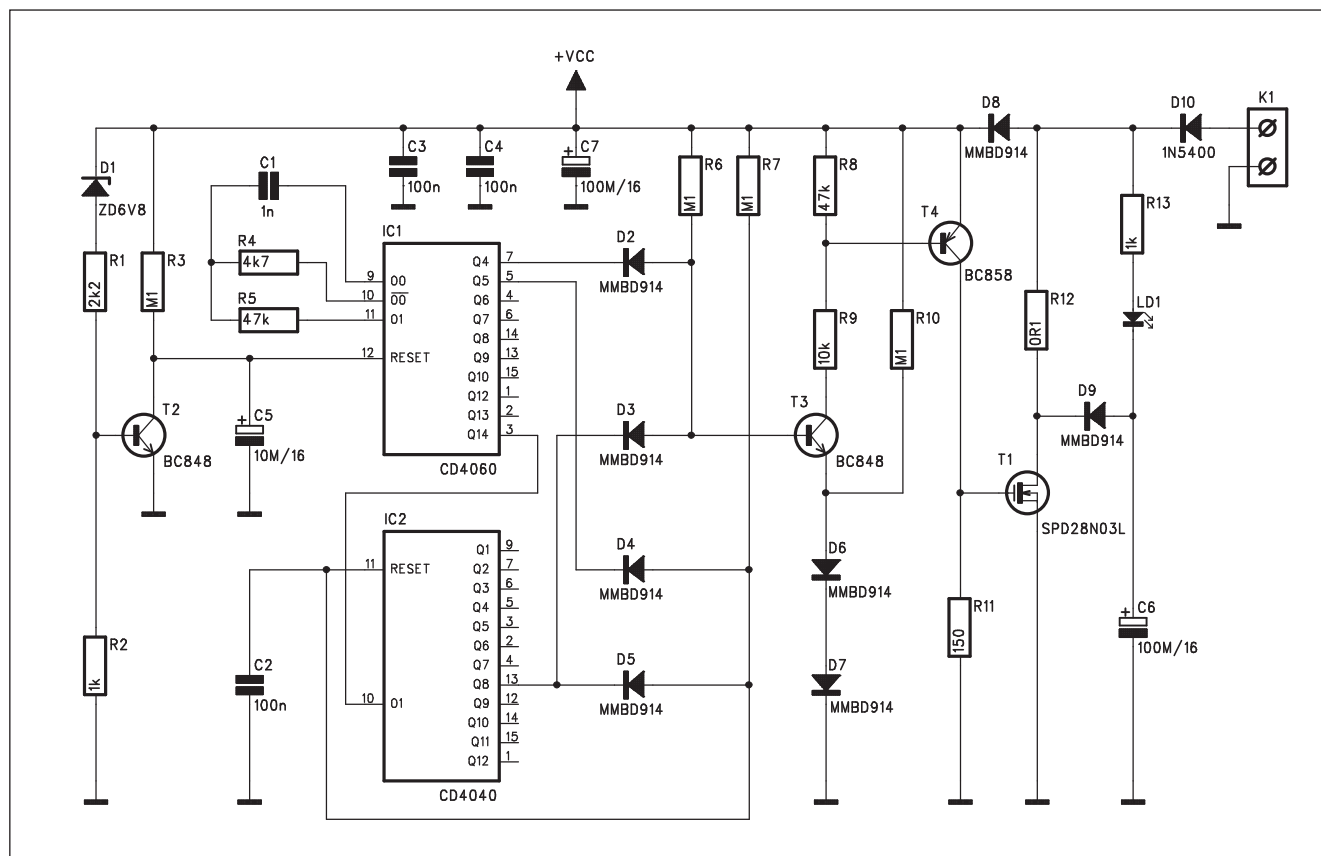 +VCC
D8
MMBD914
D10
1N5400
K1
D1
ZD6V8
C1
1n
C3
100n
C4
100n
C7
+
100M/16
R6
M1
R7
M1
R8
47k
T4
BC858
R13
1k
R1
2k2
R3
M1
R4
4k7
R5
47k
IC1
9 O0
10 O0
11 O1
12 RESET
Q4 7
Q5 5
Q6 4
Q7 6
Q8 14
Q9 13
Q10 15
Q12 1
Q13 2
Q14 3
CD4060
D2
MMBD914
R9
10k
R10
M1
R12
0R1
LD1
T2
BC848
C5
+
10M/16
D3
MMBD914
T3
BC848
D9
MMBD914
T1
SPD28N03L
IC2
11 RESET
10 O1
Q1 9
Q2 7
Q3 6
Q4 5
Q5 3
Q6 2
Q7 4
Q8 13
Q9 12
Q10 14
Q11 15
Q12 1
CD4040
D4
MMBD914
D6
MMBD914
R11
150
C6
+
100M/16
R2
1k
C2
100n
D5
MMBD914
D7
MMBD914